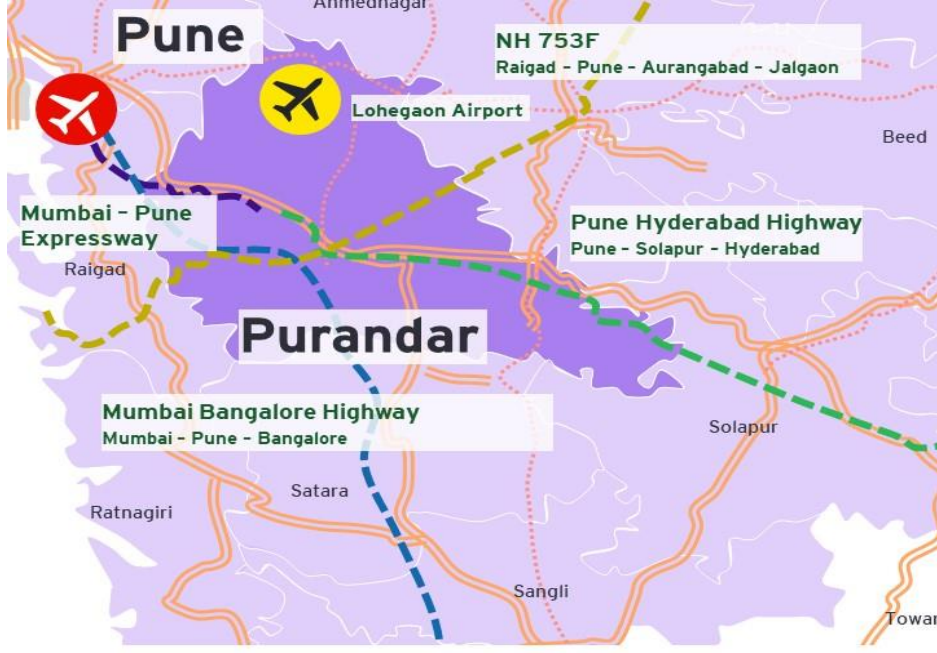 Ahmednagar
Pune
NH 753F
Raigad - Pune - Aurangabad - Jalgaon
Lohegaon Airport
Beed
Mumbai - Pune
Expressway
Pune Hyderabad Highway
Pune - Solapur - Hyderabad
Raigad
Purandar
Mumbai Bangalore Highway
Mumbai - Pune - Bangalore
Solapur
Satara
Ratnagiri
Sangli
Towar